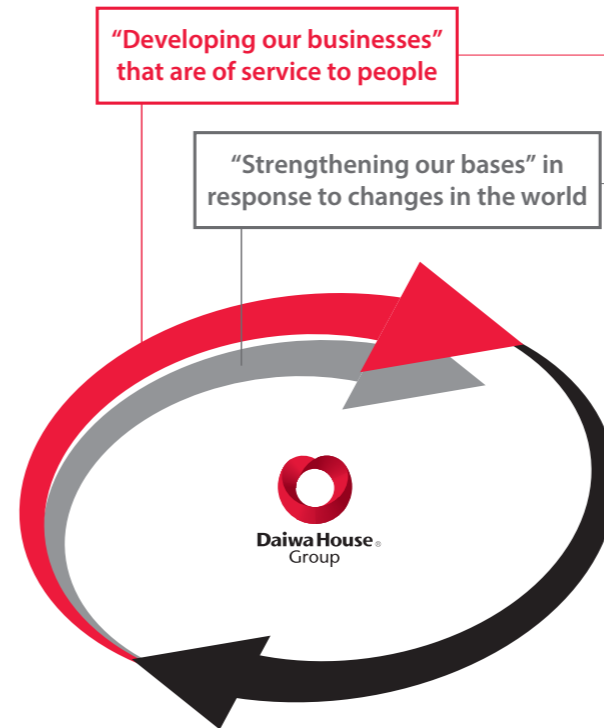 “Developing our businesses”
that are of service to people
“Strengthening our bases” in
response to changes in the world
Daiwa House®
Group